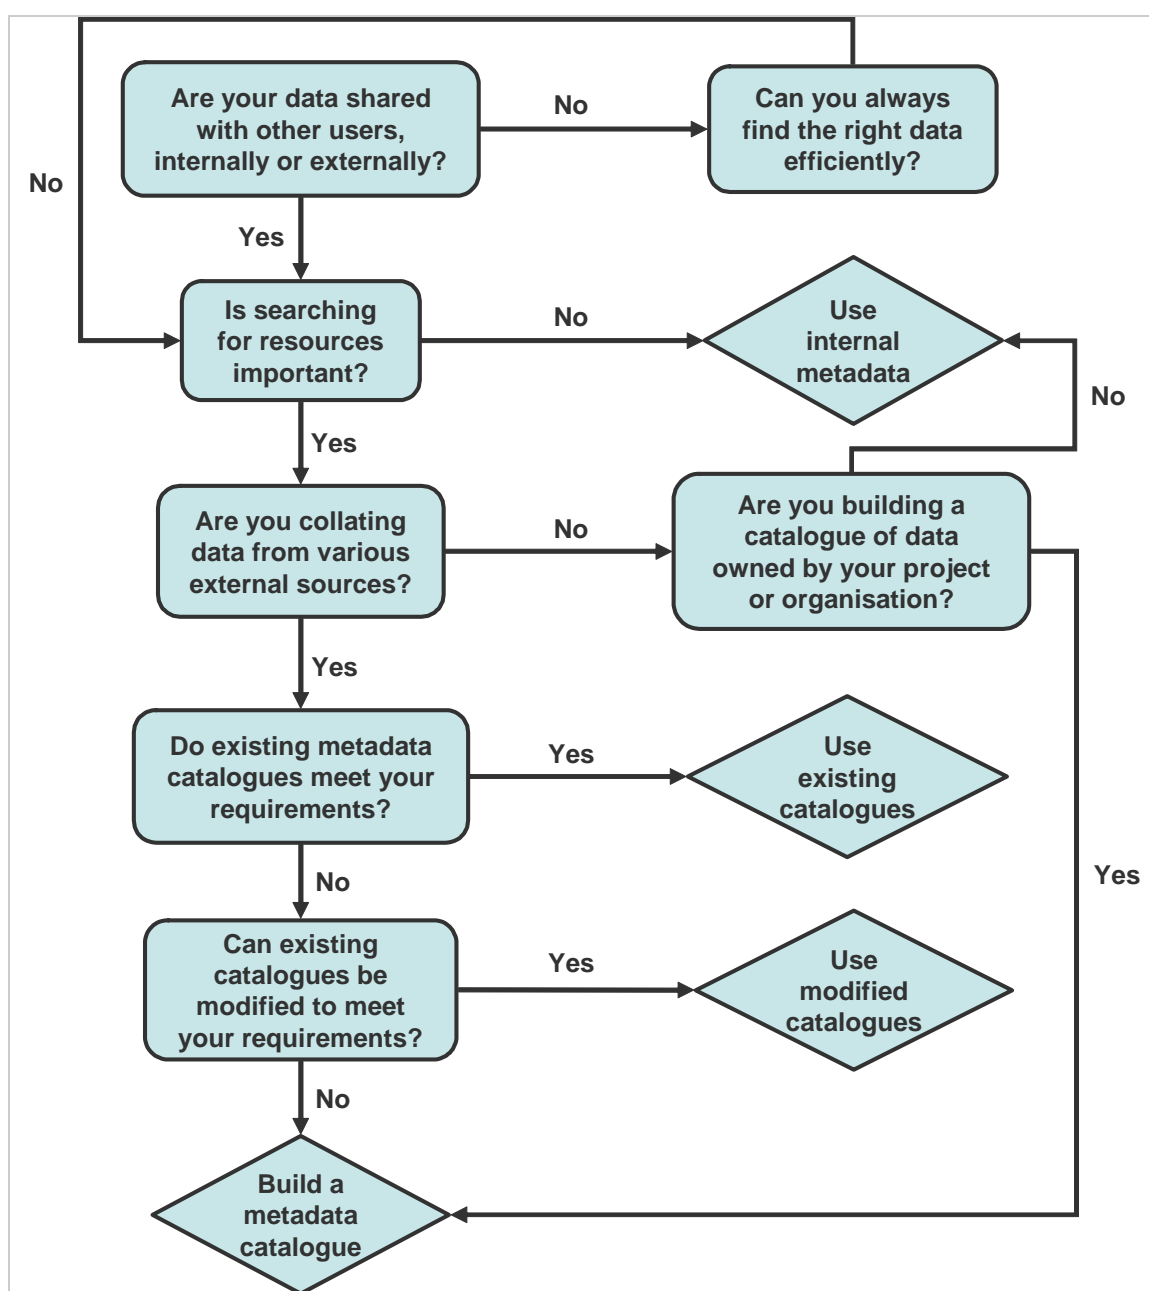 Are your data shared
with other users,
internally or externally?
No
Can you always
find the right data
efficiently?
No
Yes
Is searching
for resources
important?
No
Use
internal
metadata
No
Yes
Are you collating
data from various
external sources?
No
Are you building a
catalogue of data
owned by your project
or organisation?
Yes
Do existing metadata
catalogues meet your
requirements?
Yes
Use
existing
catalogues
Yes
No
Can existing
catalogues be
modified to meet
your requirements?
Yes
Use
modified
catalogues
No
Build a
metadata
catalogue